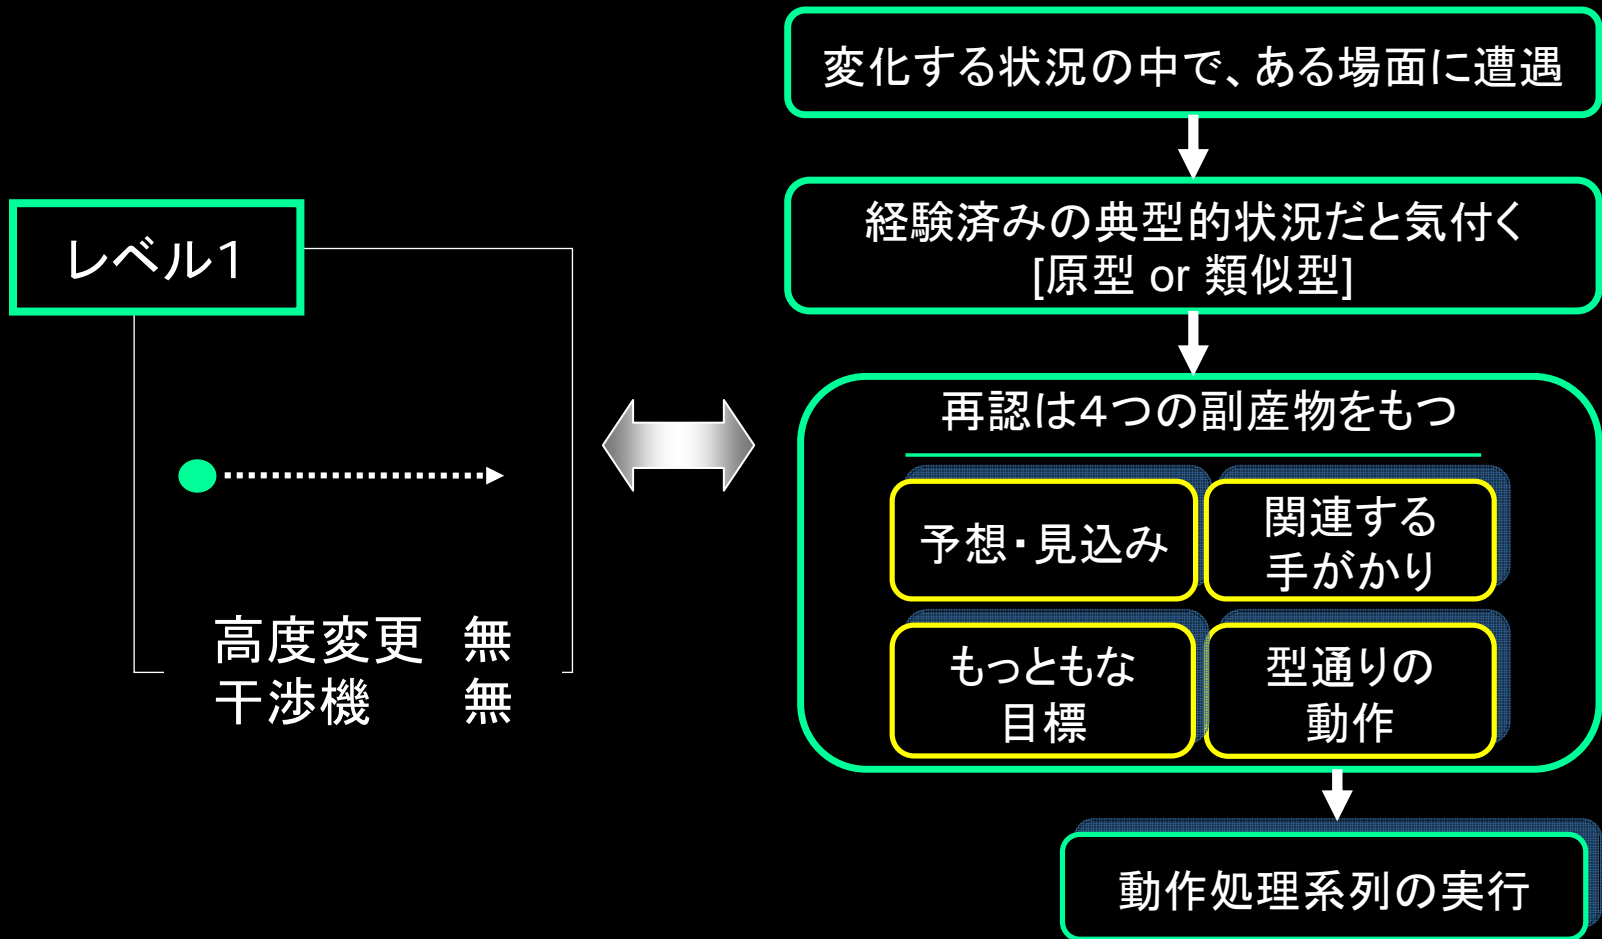 変化する状況の中で、ある場面に遭遇
経験済みの典型的状況だと気付く
[原型 or 類似型]
レベル1
再認は4つの副産物をもつ
予想・見込み
関連する
手がかり
もっともな
目標
型通りの
動作
高度変更 無
干渉機 無
動作処理系列の実行